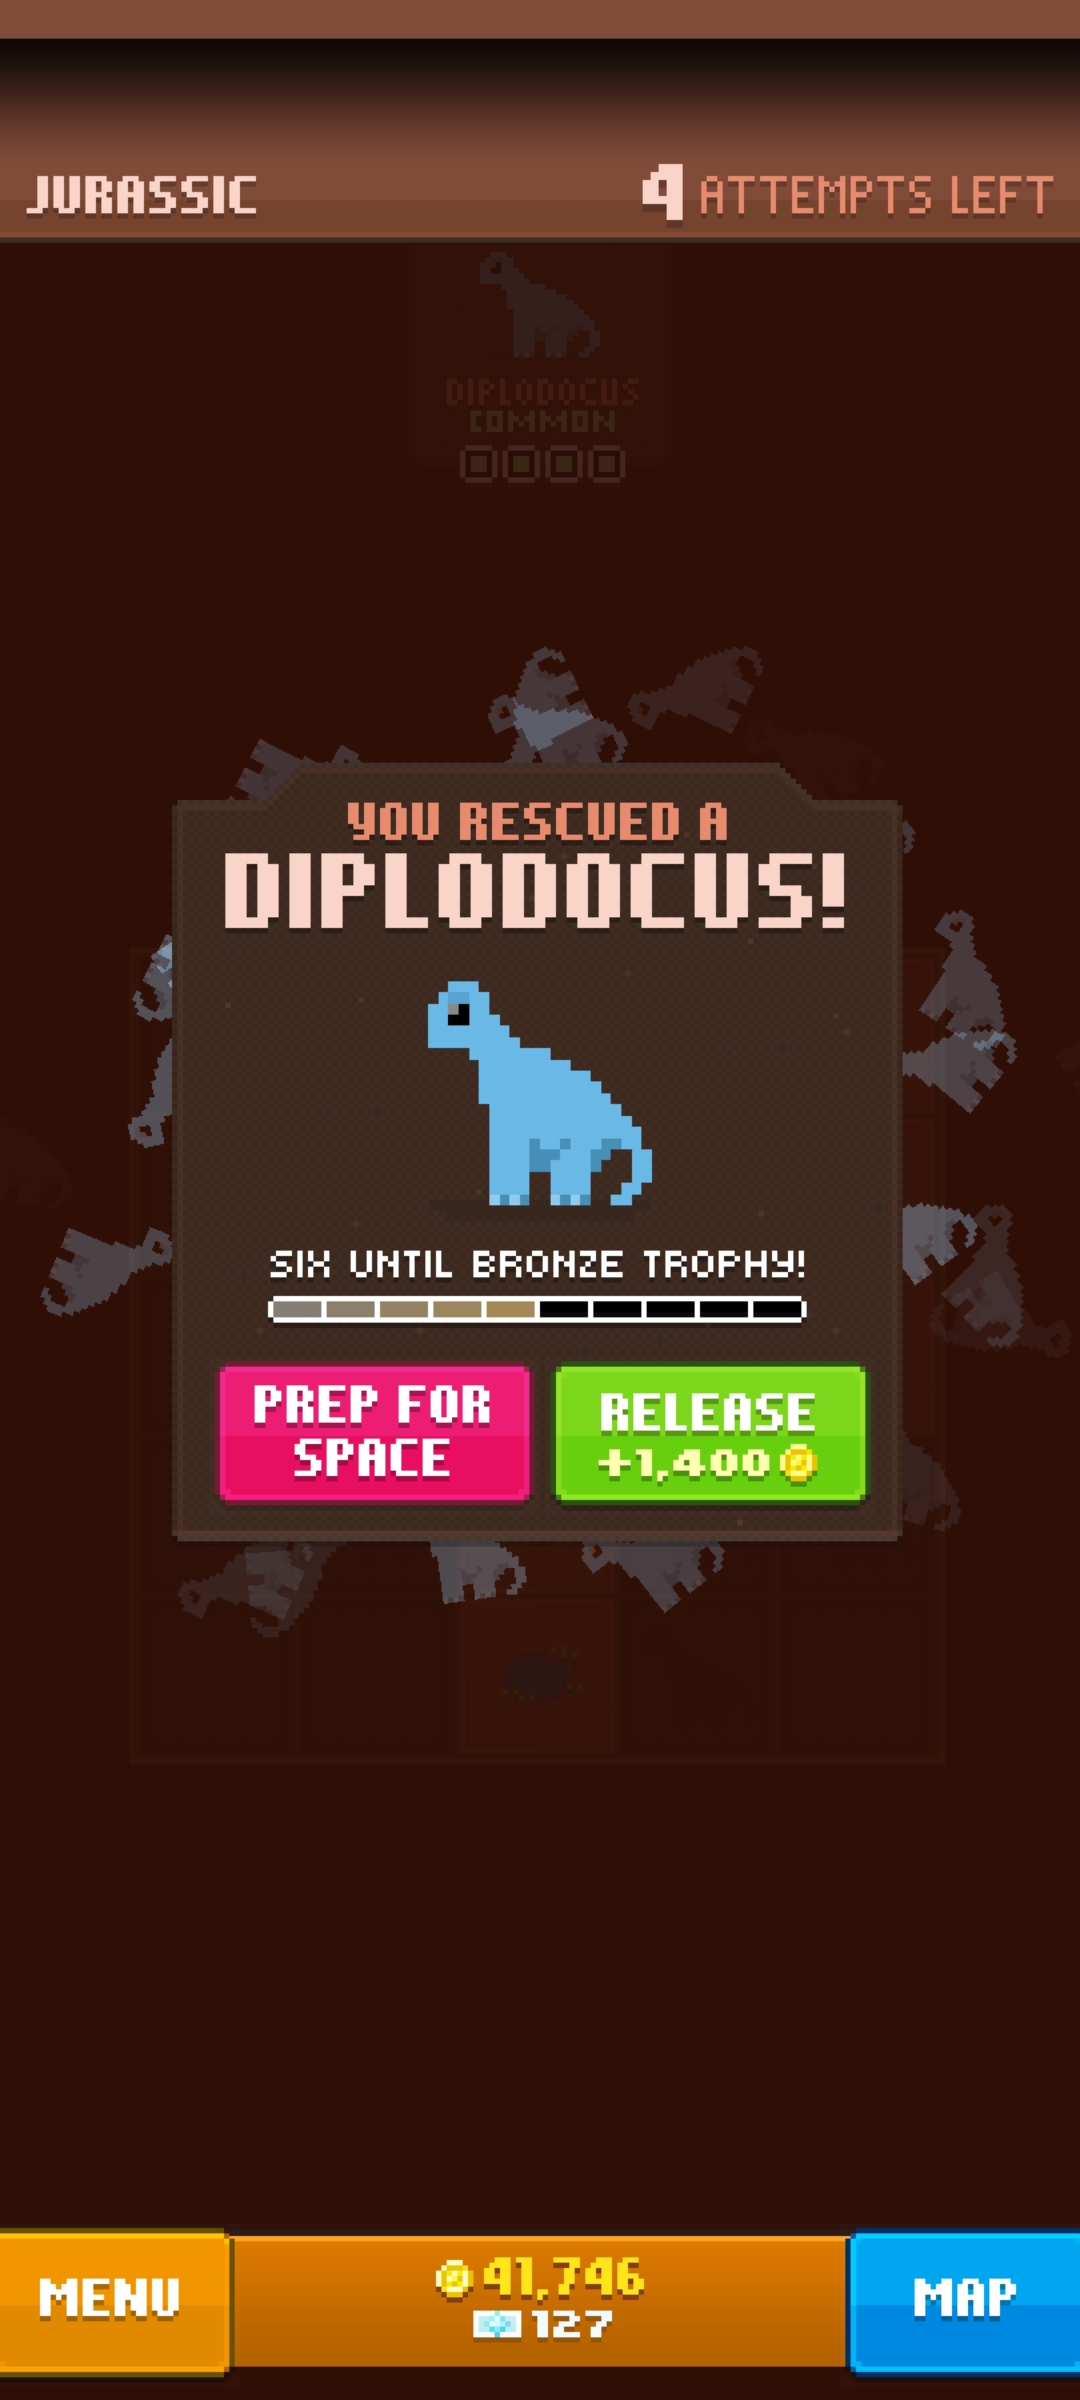 JURASSIC
4 ATTEMPTS LEFT
DIPLODOCUS
COMMON
YOU RESCUED A
DIPLODOCUS!
SIX UNTIL BRONZE TROPHY!
PREP FOR
SPACE
RELEASE
+1,400
MENU
41,746
127
MAP